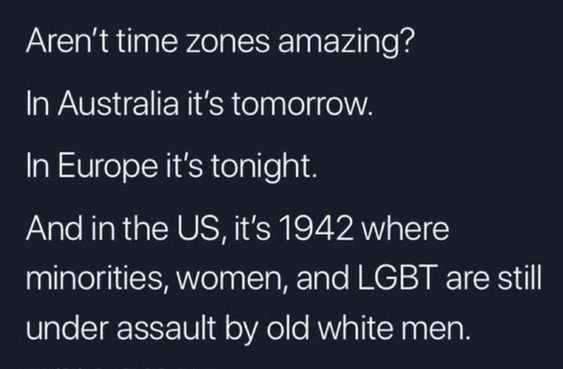 Aren't time zones amazing?
In Australia it's tomorrow.
In Europe it's tonight.
And in the US, it's 1942 where
minorities, women, and LGBT are still
under assault by old white men.